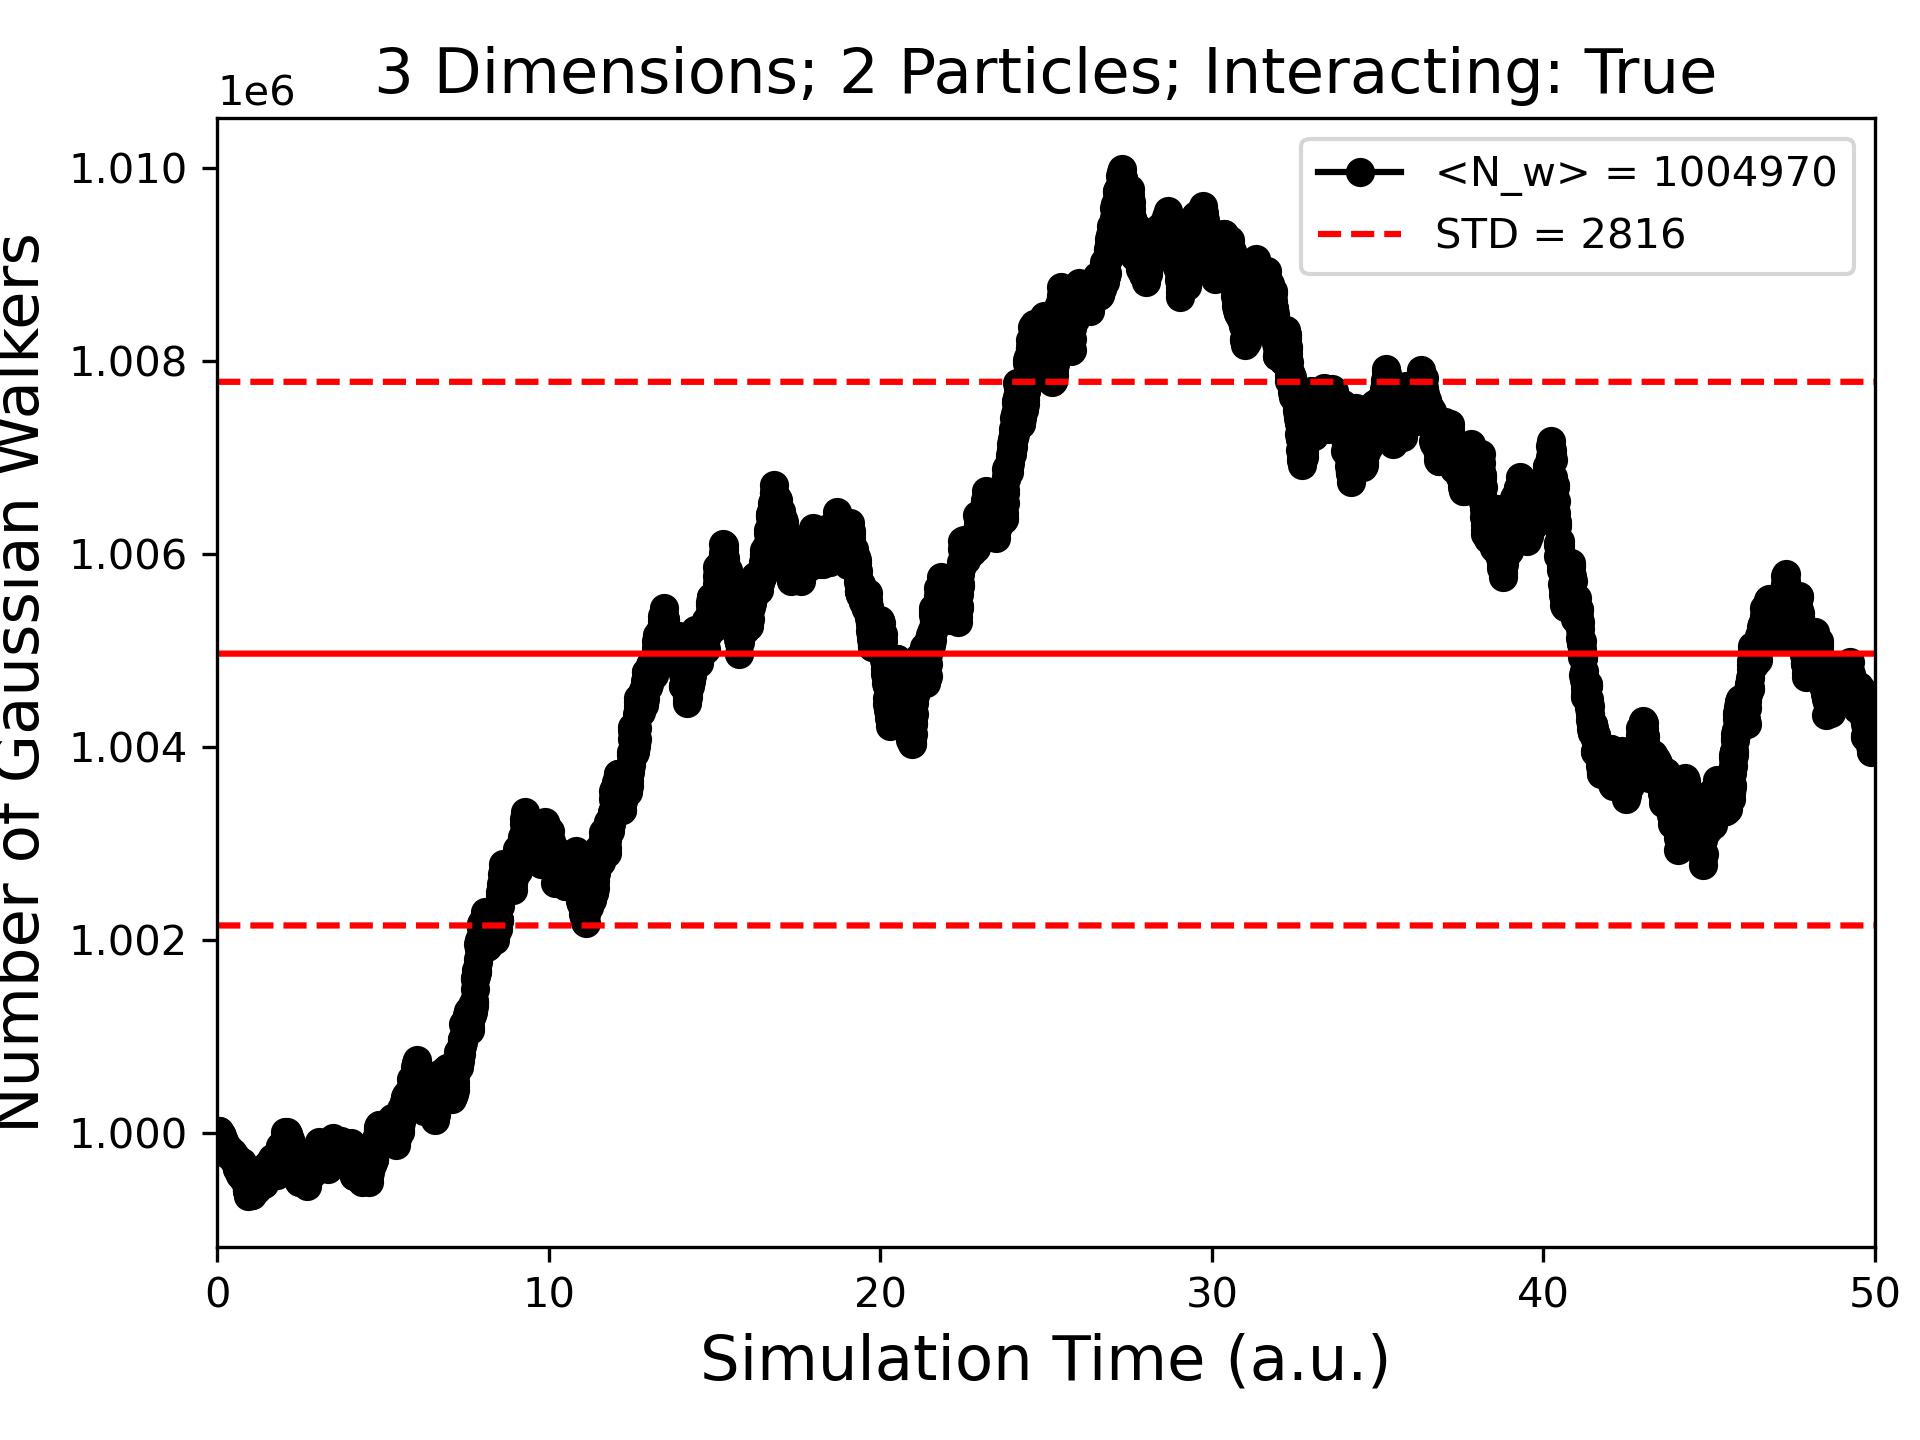 3 Dimensions; 2 Particles; Interacting: True
1e6
<N_w> = 1004970
STD = 2816
1.010
1.008
1.006
1.004
1.002
1.000
Number of Gaussian Walkers
0 10 20 30 40 50
Simulation Time (a.u.)